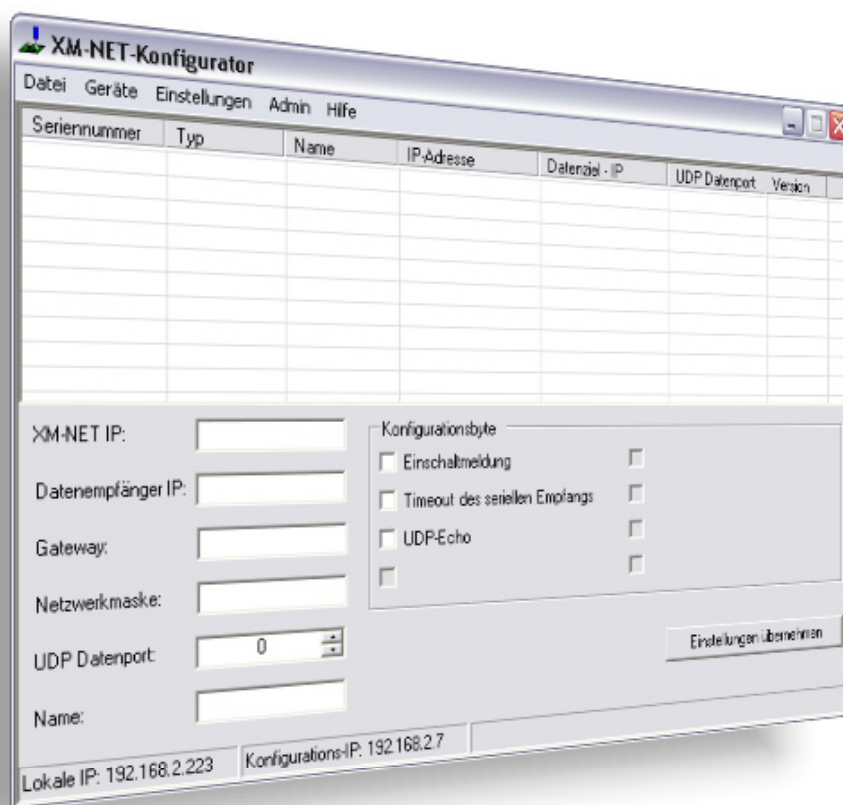 XM-NET-Konfigurator
Datei Geräte Einstellungen Admin Hilfe
Seriennummer Typ Name IP-Adresse Datenziel - IP UDP Datenport Version
XM-NET IP:
Datenempfänger IP:
Gateway:
Netzwerkmaske:
UDP Datenport: 0
Name:
Konfigurationsbyte
Einschaltmeldung
Timeout des seriellen Empfangs
UDP-Echo
Einstellungen übernehmen
Lokale IP: 192.168.2.223 Konfigurations-IP: 192.168.2.7